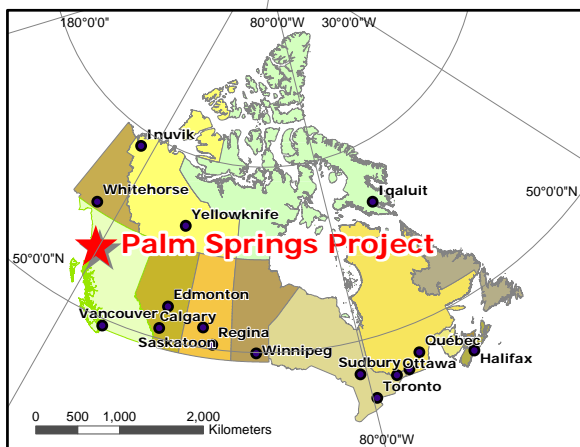 180°0'0"
80°0'0"W
30°0'0"W
Inuvik
Whitehorse
Iqaluit
50°0'0"N
Yellowknife
Palm Springs Project
50°0'0"N
Edmonton
Vancouver
Calgary
Saskatoon
Regina
Winnipeg
Québec
Sudbury
Ottawa
Halifax
Toronto
0 500 1,000 2,000
Kilometers
80°0'0"W